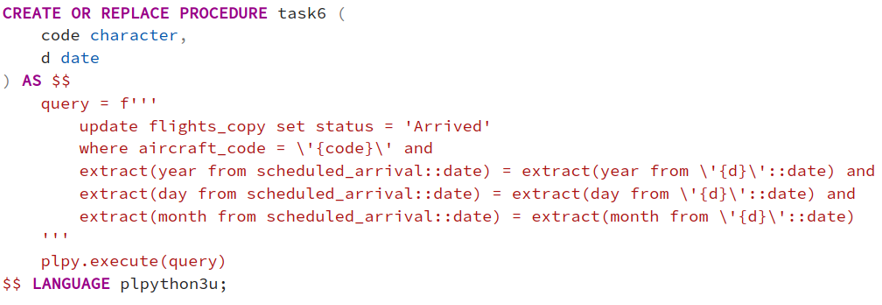 CREATE OR REPLACE PROCEDURE task6 (
    code character,
    d date
) AS $$
    query = f'''
        update flights_copy set status = 'Arrived'
        where aircraft_code = \'{code}\' and
        extract(year from scheduled_arrival::date) = extract(year from \'{d}\'::date) and
        extract(day from scheduled_arrival::date) = extract(day from \'{d}\'::date) and
        extract(month from scheduled_arrival::date) = extract(month from \'{d}\'::date)
    '''
    plpy.execute(query)
$$ LANGUAGE plpython3u;